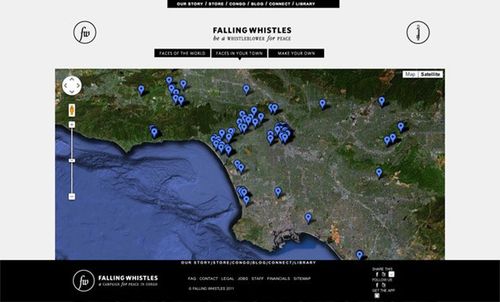 OUR STORY / STORE / CONGO / BLOG / CONNECT / LIBRARY
fw
FALLING WHISTLES
be a WHISTLEBLOWER for PEACE
FACES OF THE WORLD
FACES IN YOUR TOWN
MAKE YOUR OWN
Map
Satellite
OUR STORY/STORE/CONGO/BLOG/CONNECT/LIBRARY
fw
FALLING WHISTLES
a CAMPAIGN for PEACE in CONGO
FAQ CONTACT LEGAL JOBS STAFF FINANCIALS SITEMAP
© FALLING WHISTLES 2011
SHARE THIS
FOLLOW US
GET THE APP